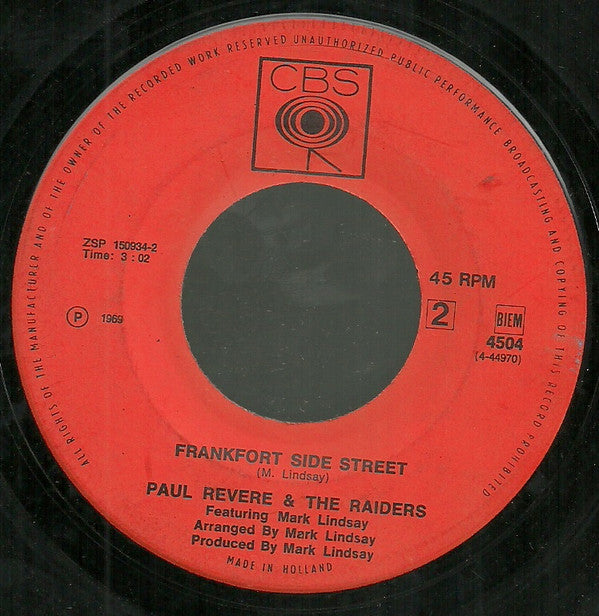 ALL RIGHTS OF THE MANUFACTURER AND OF THE OWNER OF THE RECORDED WORK RESERVED UNAUTHORIZED PUBLIC PERFORMANCE BROADCASTING AND COPYING OF THIS RECORD PROHIBITED
CBS
ZSP 150934-2
Time: 3 : 02
45 RPM
Ⓟ 1969
2
BIEM
4504
(4-44970)
FRANKFORT SIDE STREET
(M. Lindsay)
PAUL REVERE & THE RAIDERS
Featuring Mark Lindsay
Arranged By Mark Lindsay
Produced By Mark Lindsay
MADE IN HOLLAND